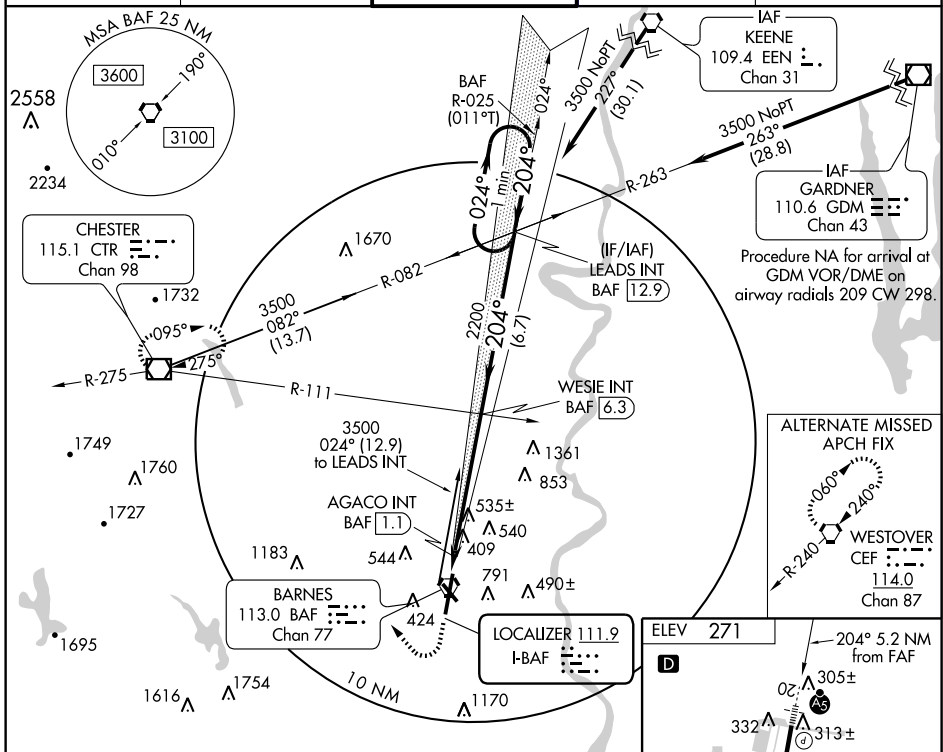 MSA BAF 25 NM
3600
190°
3100
010°
2558
2234
IAF
KEENE
109.4 EEN
Chan 31
3500 NoPT
227°
(30.1)
BAF
R-025
(011°T)
024°
3500 NoPT
263°
(28.8)
R-263
IAF
GARDNER
110.6 GDM
Chan 43
Procedure NA for arrival at
GDM VOR/DME on
airway radials 209 CW 298.
024°
1 min
204°
(IF/IAF)
LEADS INT
BAF 12.9
CHESTER
115.1 CTR
Chan 98
1670
R-082
1732
3500
082°
(13.7)
095°
275°
R-275
R-111
2200
204°
(6.7)
WESIE INT
BAF 6.3
3500
024° (12.9)
to LEADS INT
1749
1760
1727
1361
853
AGACO INT
BAF 1.1
535±
540
409
544
1183
791
490±
424
BARNES
113.0 BAF
Chan 77
LOCALIZER 111.9
I-BAF
1695
1616
1754
10 NM
1170
ALTERNATE MISSED
APCH FIX
060°
240°
R-240
WESTOVER
CEF
114.0
Chan 87
ELEV 271
D
204° 5.2 NM
from FAF
20
305±
A5
332
313±
P